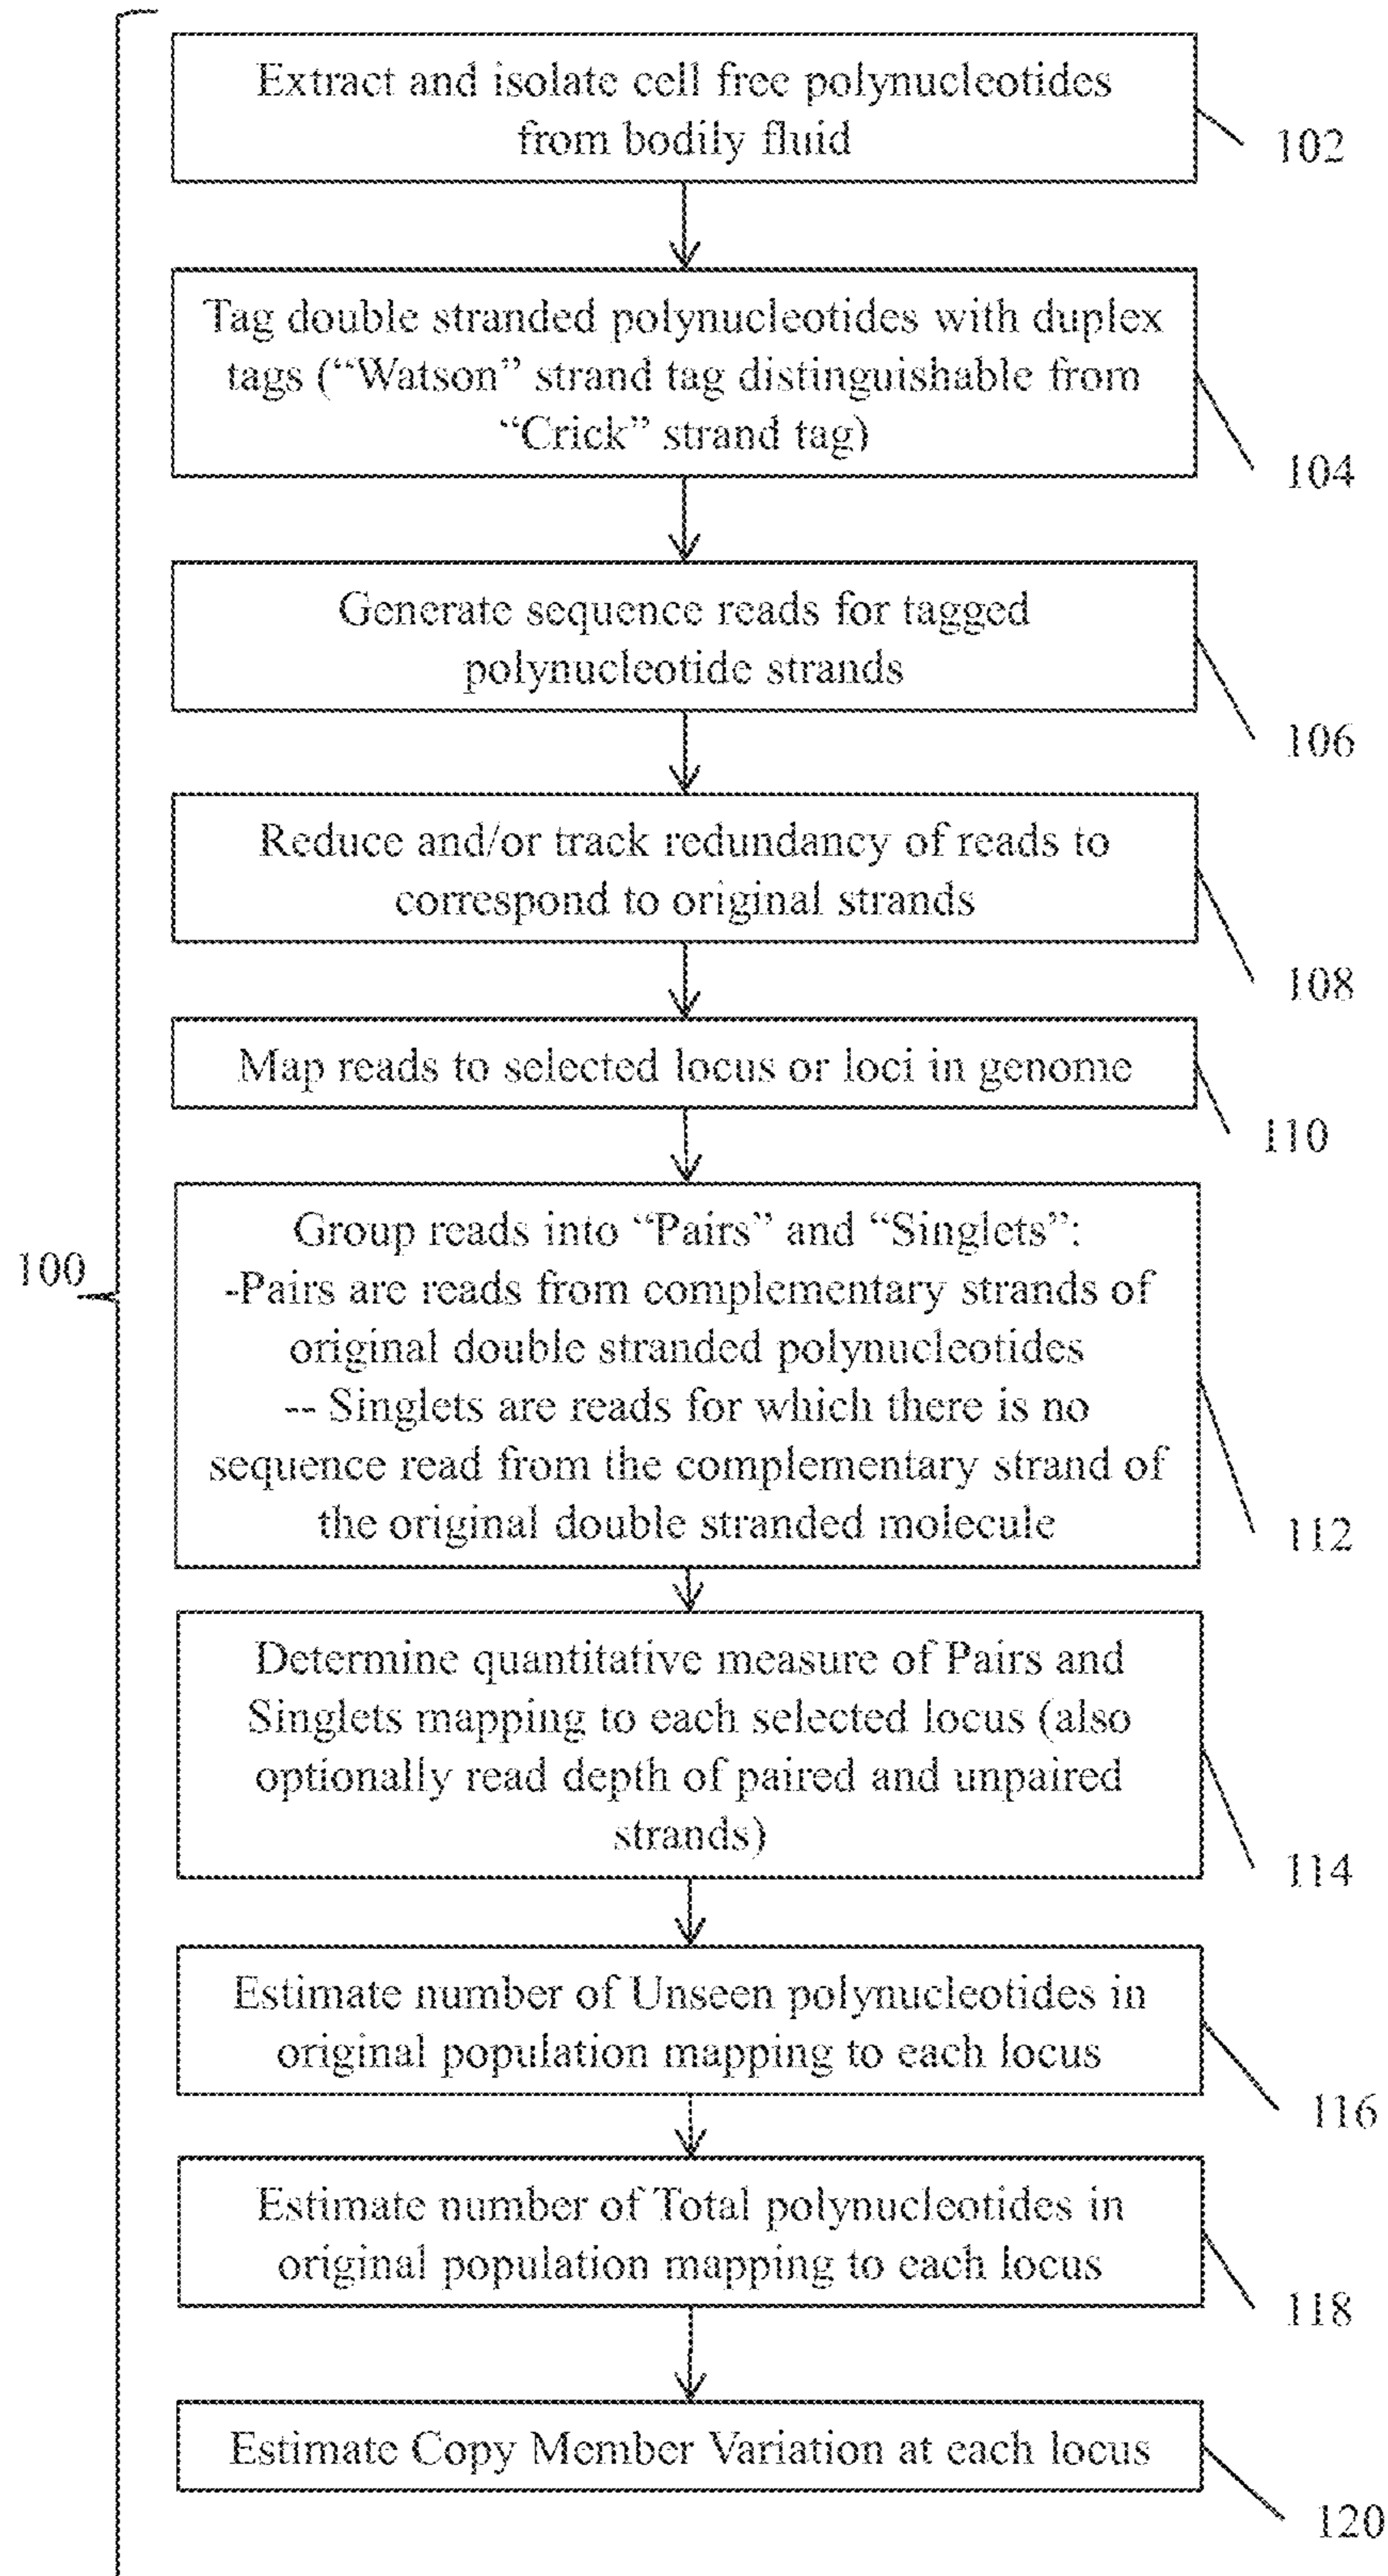 Extract and isolate cell free polynucleotides
from bodily fluid
102
Tag double stranded polynucleotides with duplex
tags (“Watson” strand tag distinguishable from
“Crick” strand tag)
104
Generate sequence reads for tagged
polynucleotide strands
106
Reduce and/or track redundancy of reads to
correspond to original strands
108
Map reads to selected locus or loci in genome
110
100
Group reads into “Pairs” and “Singlets”:
-Pairs are reads from complementary strands of
original double stranded polynucleotides
-- Singlets are reads for which there is no
sequence read from the complementary strand of
the original double stranded molecule
112
Determine quantitative measure of Pairs and
Singlets mapping to each selected locus (also
optionally read depth of paired and unpaired
strands)
114
Estimate number of Unseen polynucleotides in
original population mapping to each locus
116
Estimate number of Total polynucleotides in
original population mapping to each locus
118
Estimate Copy Member Variation at each locus
120